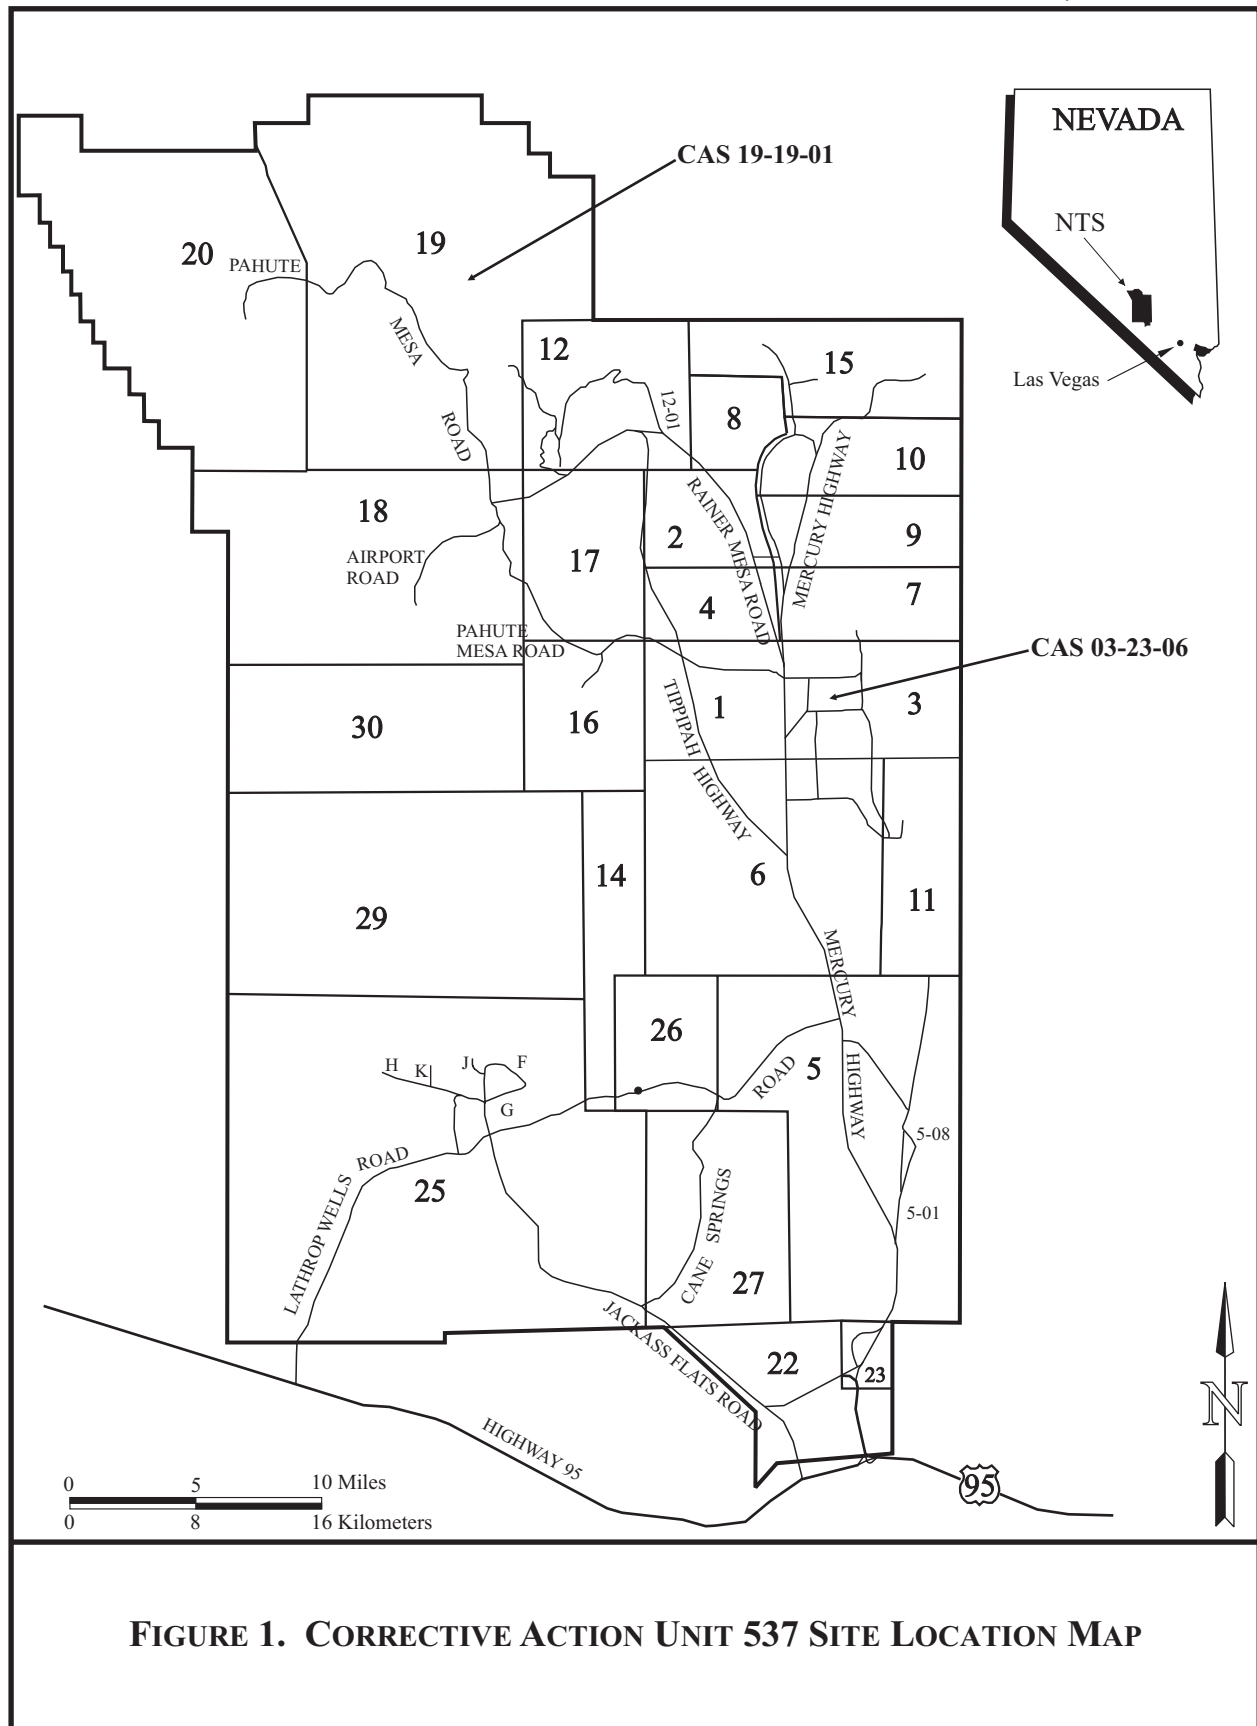 NEVADA
CAS 19-19-01
NTS
20
19
PAHUTE
MESA
ROAD
12
15
Las Vegas
12-01
8
10
MERCURY HIGHWAY
RAINER MESA ROAD
18
2
9
AIRPORT
ROAD
17
4
7
PAHUTE
MESA ROAD
CAS 03-23-06
TIPPIPAH HIGHWAY
1
3
30
16
14
6
11
29
MERCURY
HIGHWAY
26
5
ROAD
H
K
J
F
G
5-08
LATHROP WELLS ROAD
25
5-01
CANE SPRINGS
27
JACKASS FLATS ROAD
22
23
N
HIGHWAY 95
95
0 5 10 Miles
0 8 16 Kilometers
FIGURE 1. CORRECTIVE ACTION UNIT 537 SITE LOCATION MAP